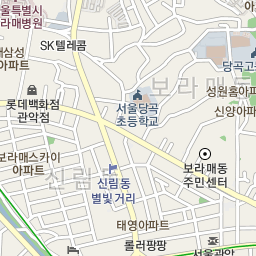 울특별시
라매병원
SK텔레콤
당곡고
보라매동
래삼성
아파트
성원홈아파
롯데백화점
관악점
서울당곡
초등학교
신양아파트
보라매스카이
아파트
보라매동
주민센터
신림
신림동
별빛거리
태영아파트
롤러팡팡
서울관악